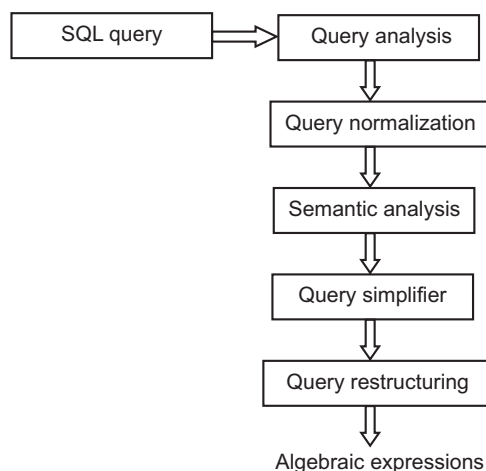 SQL query
Query analysis
Query normalization
Semantic analysis
Query simplifier
Query restructuring
Algebraic expressions